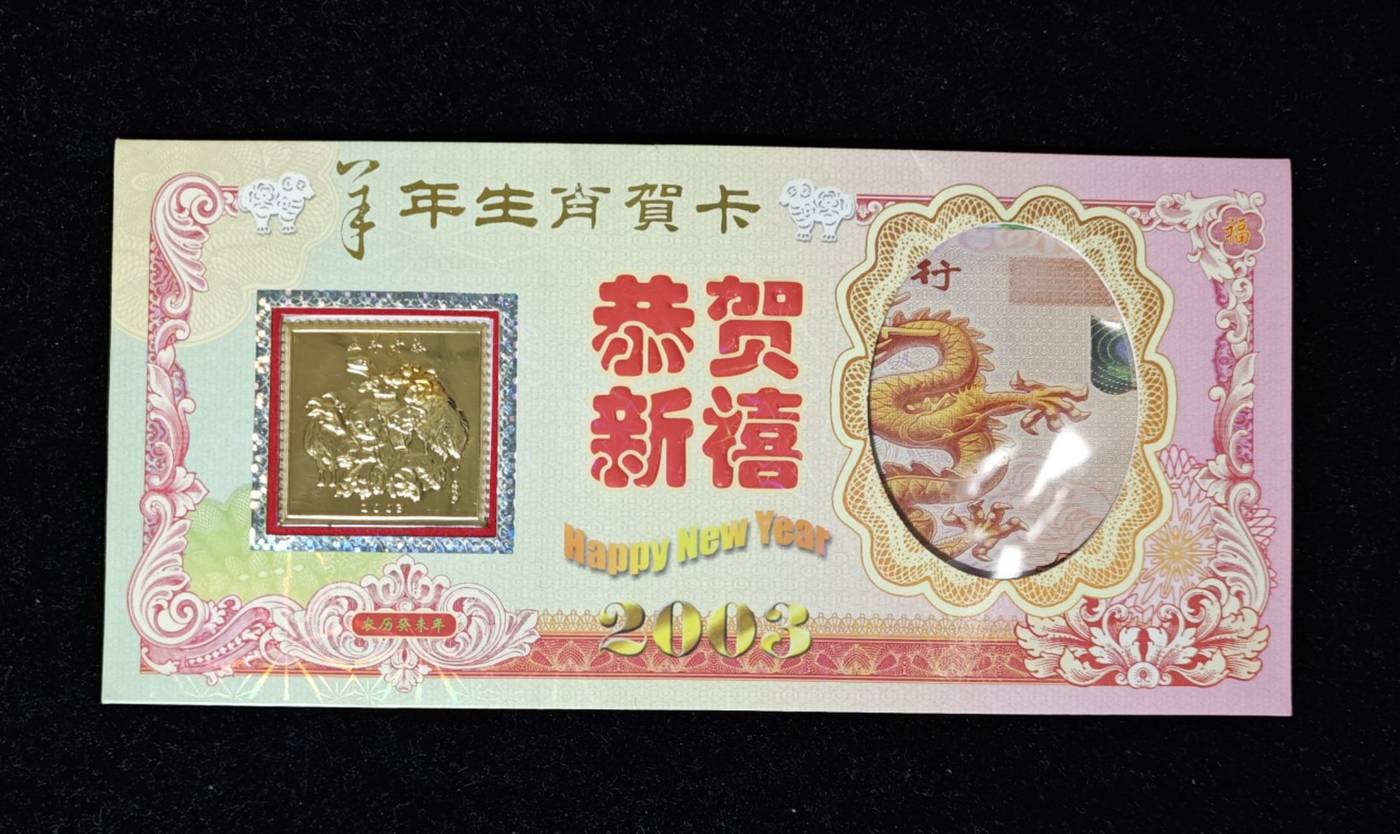 羊年生肖賀卡
福
行
恭贺
新禧
2003
Happy New Year
农历癸未年
2003